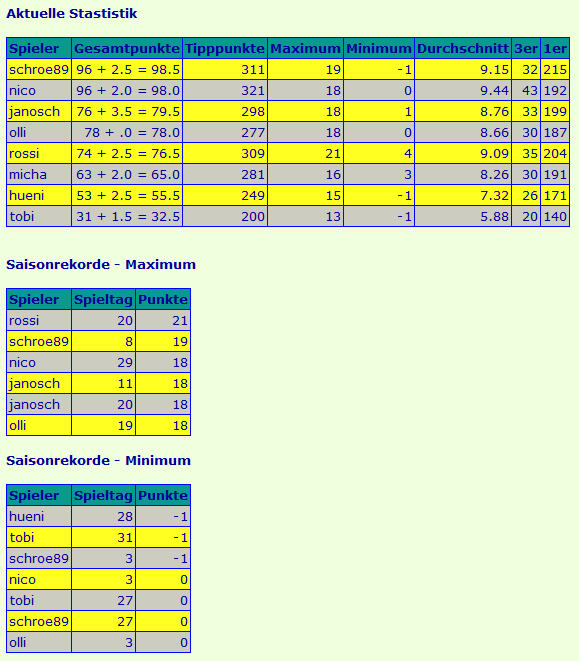 Aktuelle Stastistik
Spieler Gesamtpunkte Tipppunkte Maximum Minimum Durchschnitt 3er 1er
schroe89 96 + 2.5 = 98.5 311 19 -1 9.15 32 215
nico 96 + 2.0 = 98.0 321 18 0 9.44 43 192
janosch 76 + 3.5 = 79.5 298 18 1 8.76 33 199
olli 78 + .0 = 78.0 277 18 0 8.66 30 187
rossi 74 + 2.5 = 76.5 309 21 4 9.09 35 204
micha 63 + 2.0 = 65.0 281 16 3 8.26 30 191
hueni 53 + 2.5 = 55.5 249 15 -1 7.32 26 171
tobi 31 + 1.5 = 32.5 200 13 -1 5.88 20 140
Saisonrekorde - Maximum
Spieler Spieltag Punkte
rossi 20 21
schroe89 8 19
nico 29 18
janosch 11 18
janosch 20 18
olli 19 18
Saisonrekorde - Minimum
Spieler Spieltag Punkte
hueni 28 -1
tobi 31 -1
schroe89 3 -1
nico 3 0
tobi 27 0
schroe89 27 0
olli 3 0